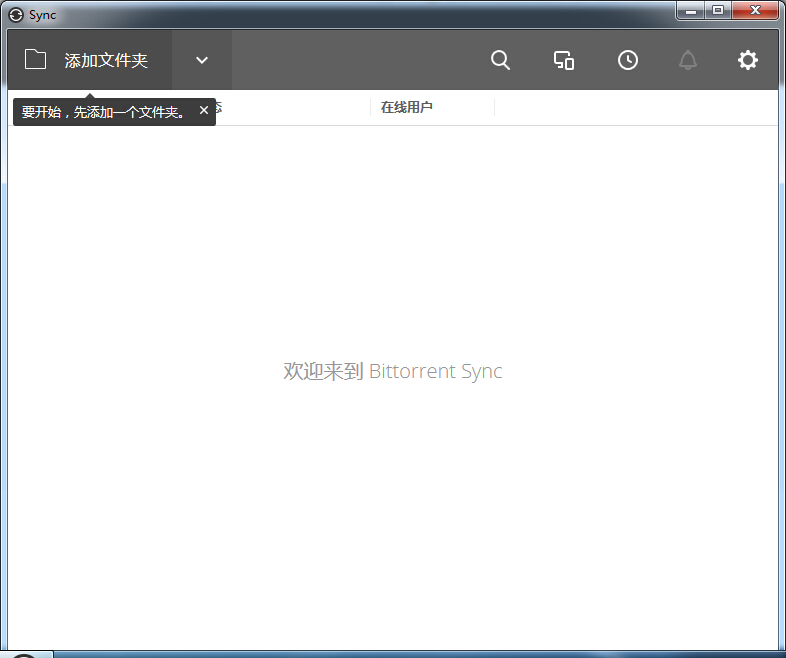 Sync
添加文件夹
要开始，先添加一个文件夹。
态
在线用户
欢迎来到 Bittorrent Sync